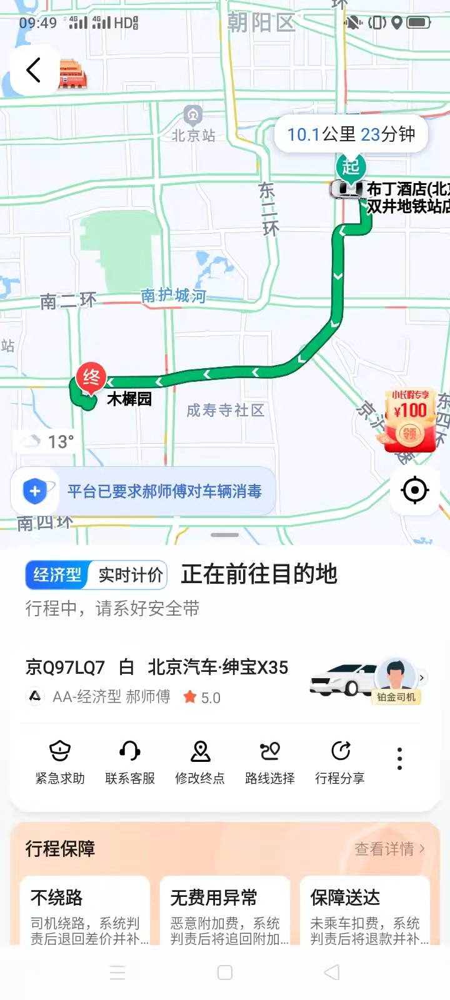 09:49 4G 4G HD
朝阳区
环
北京站
10.1公里 23分钟
起
布丁酒店(北京
双井地铁站店
东二环
南二环
南护城河
站
终
木樨园
成寿寺社区
小长假专享
¥100
领
京沪
速
东四环
13°
平台已要求郝师傅对车辆消毒
南四环
经济型 实时计价 正在前往目的地
行程中，请系好安全带
京Q97LQ7 白 北京汽车·绅宝X35
AA-经济型 郝师傅 5.0
铂金司机
紧急求助 联系客服 修改终点 路线选择 行程分享
行程保障 查看详情
不绕路 无费用异常 保障送达
司机绕路，系统判 恶意附加费，系统 未乘车扣费，系统
责后退回差价并补... 判责后将追回附加... 判责后将退款并补...